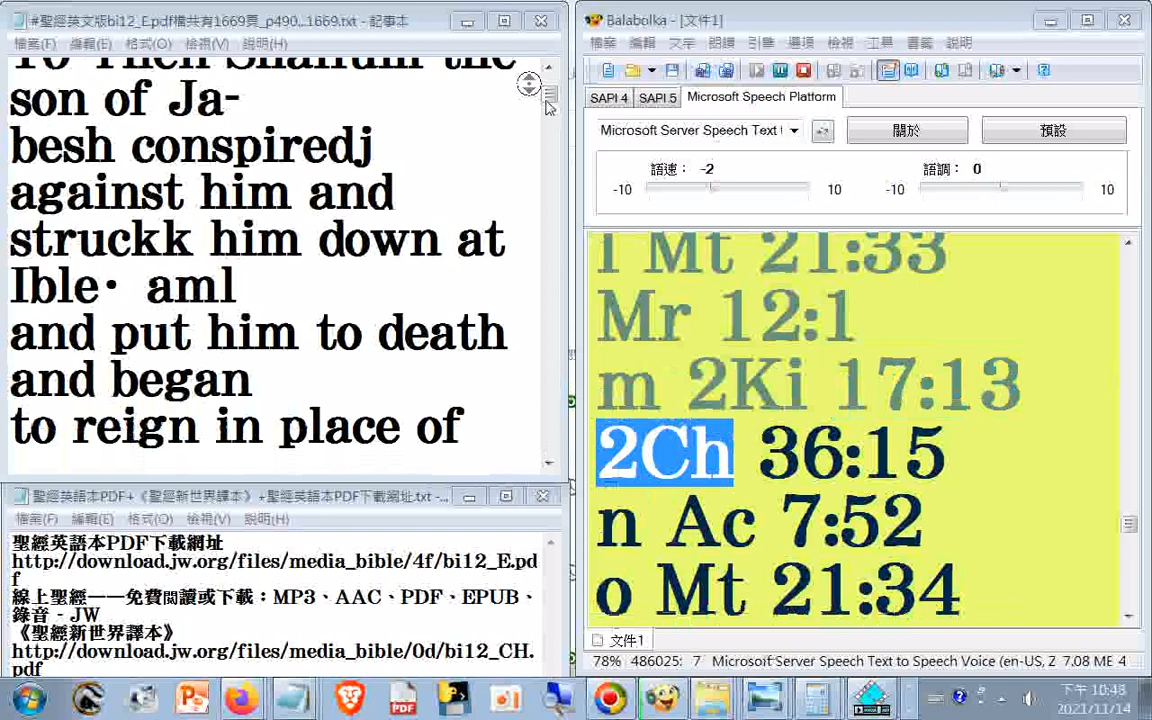 #聖經英文版bi12_E.pdf檔共有1669頁_p490,..1669.txt - 記事本
檔案(F) 編輯(E) 格式(O) 檢視(V) 說明(H)
10 Then Shallum the
son of Ja-
besh conspiredj
against him and
struckk him down at
Ible· aml
and put him to death
and began
to reign in place of
聖經英語本PDF+《聖經新世界譯本》+聖經英語本PDF下載網址.txt -...
檔案(F) 編輯(E) 格式(O) 檢視(V) 說明(H)
聖經英語本PDF下載網址
http://download.jw.org/files/media_bible/4f/bi12_E.pd
f
線上聖經——免費閱讀或下載：MP3、AAC、PDF、EPUB、
錄音 - JW
《聖經新世界譯本》
http://download.jw.org/files/media_bible/0d/bi12_CH.
pdf
Balabolka - [文件1]
檔案 編輯 文字 朗讀 引擎 選項 檢視 工具 書籤 說明
SAPI 4 SAPI 5 Microsoft Speech Platform
Microsoft Server Speech Text 關於 預設
語速： -2 語調： 0
-10 10 -10 10
l Mt 21:33
Mr 12:1
m 2Ki 17:13
2Ch 36:15
n Ac 7:52
o Mt 21:34
文件1
78% 486025: 7 Microsoft Server Speech Text to Speech Voice (en-US, Z 7.08 ME 4
下午 10:48
2021/11/14